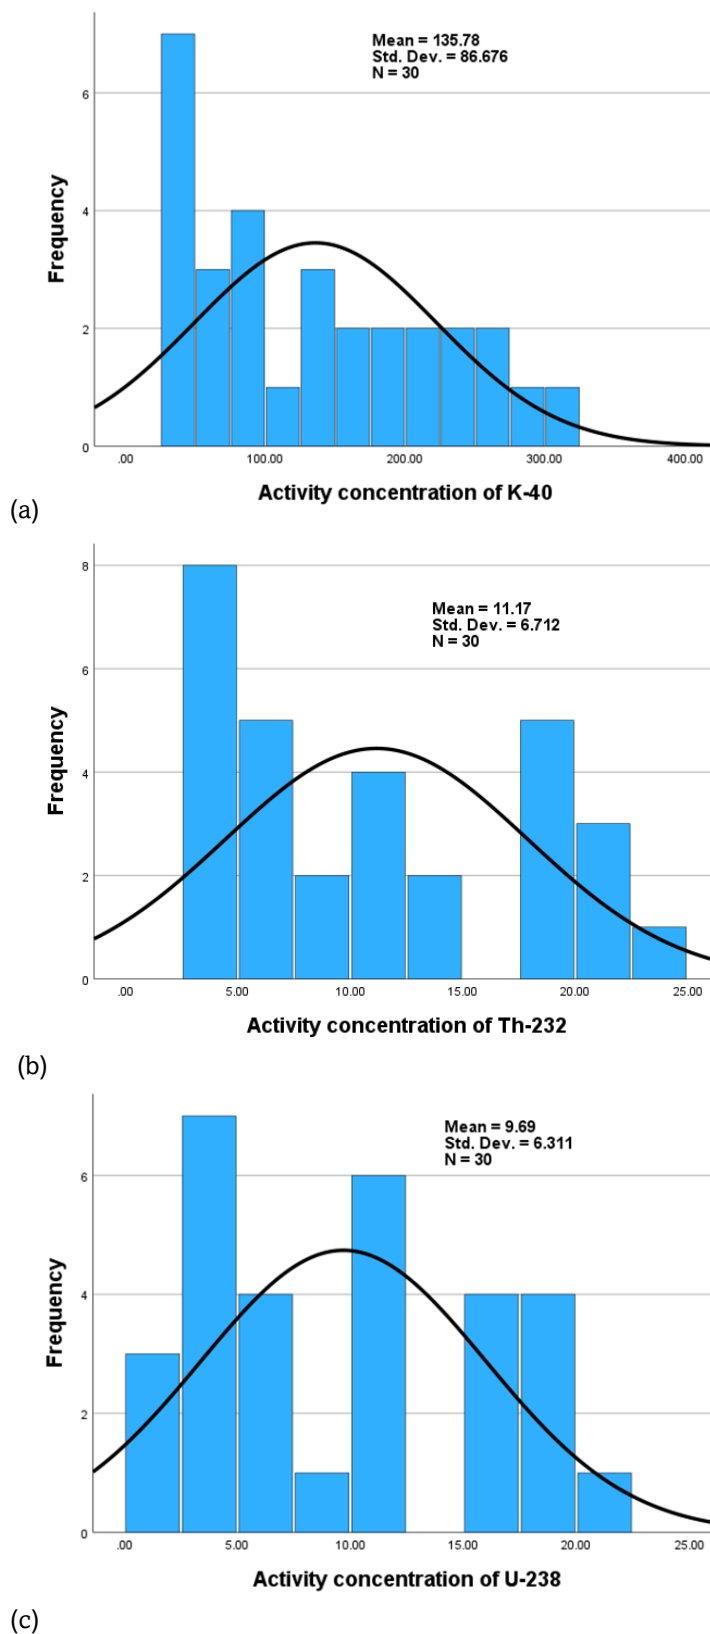 Mean = 135.78
Std. Dev. = 86.676
N = 30
6
4
2
0
Frequency
.00 100.00 200.00 300.00 400.00
Activity concentration of K-40
(a)
8
6
4
2
0
Mean = 11.17
Std. Dev. = 6.712
N = 30
Frequency
.00 5.00 10.00 15.00 20.00 25.00
Activity concentration of Th-232
(b)
Mean = 9.69
Std. Dev. = 6.311
N = 30
6
4
2
0
Frequency
.00 5.00 10.00 15.00 20.00 25.00
Activity concentration of U-238
(c)